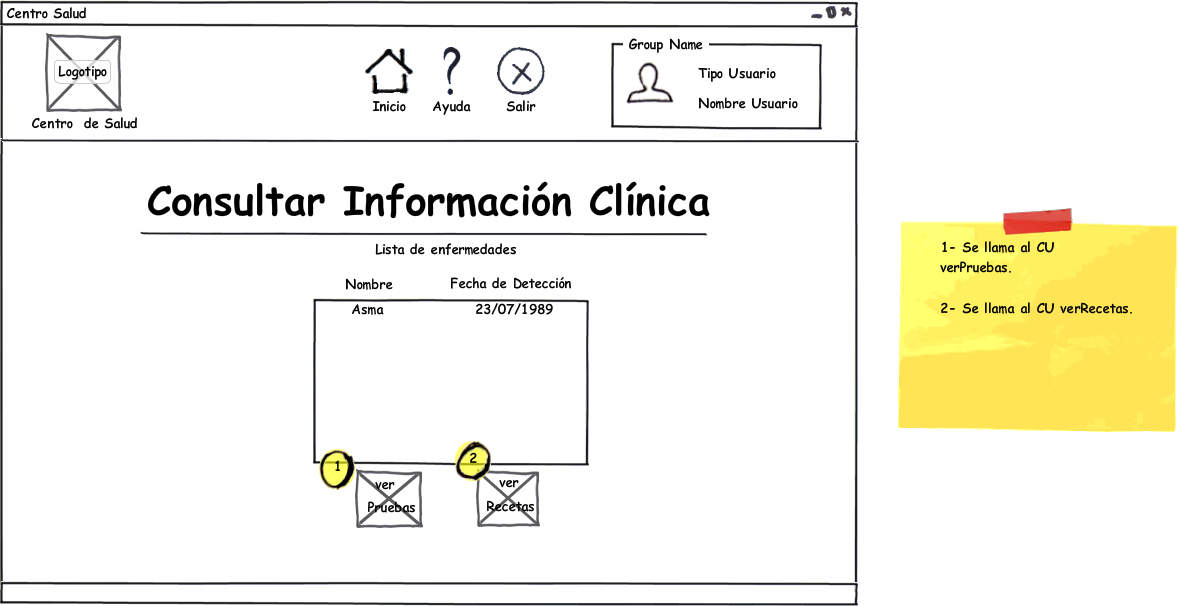 Centro Salud
Logotipo
Centro de Salud
Inicio
Ayuda
Salir
Group Name
Tipo Usuario
Nombre Usuario
Consultar Información Clínica
Lista de enfermedades
Nombre Fecha de Detección
Asma 23/07/1989
1
2
ver
Pruebas
ver
Recetas
1- Se llama al CU
verPruebas.
2- Se llama al CU verRecetas.